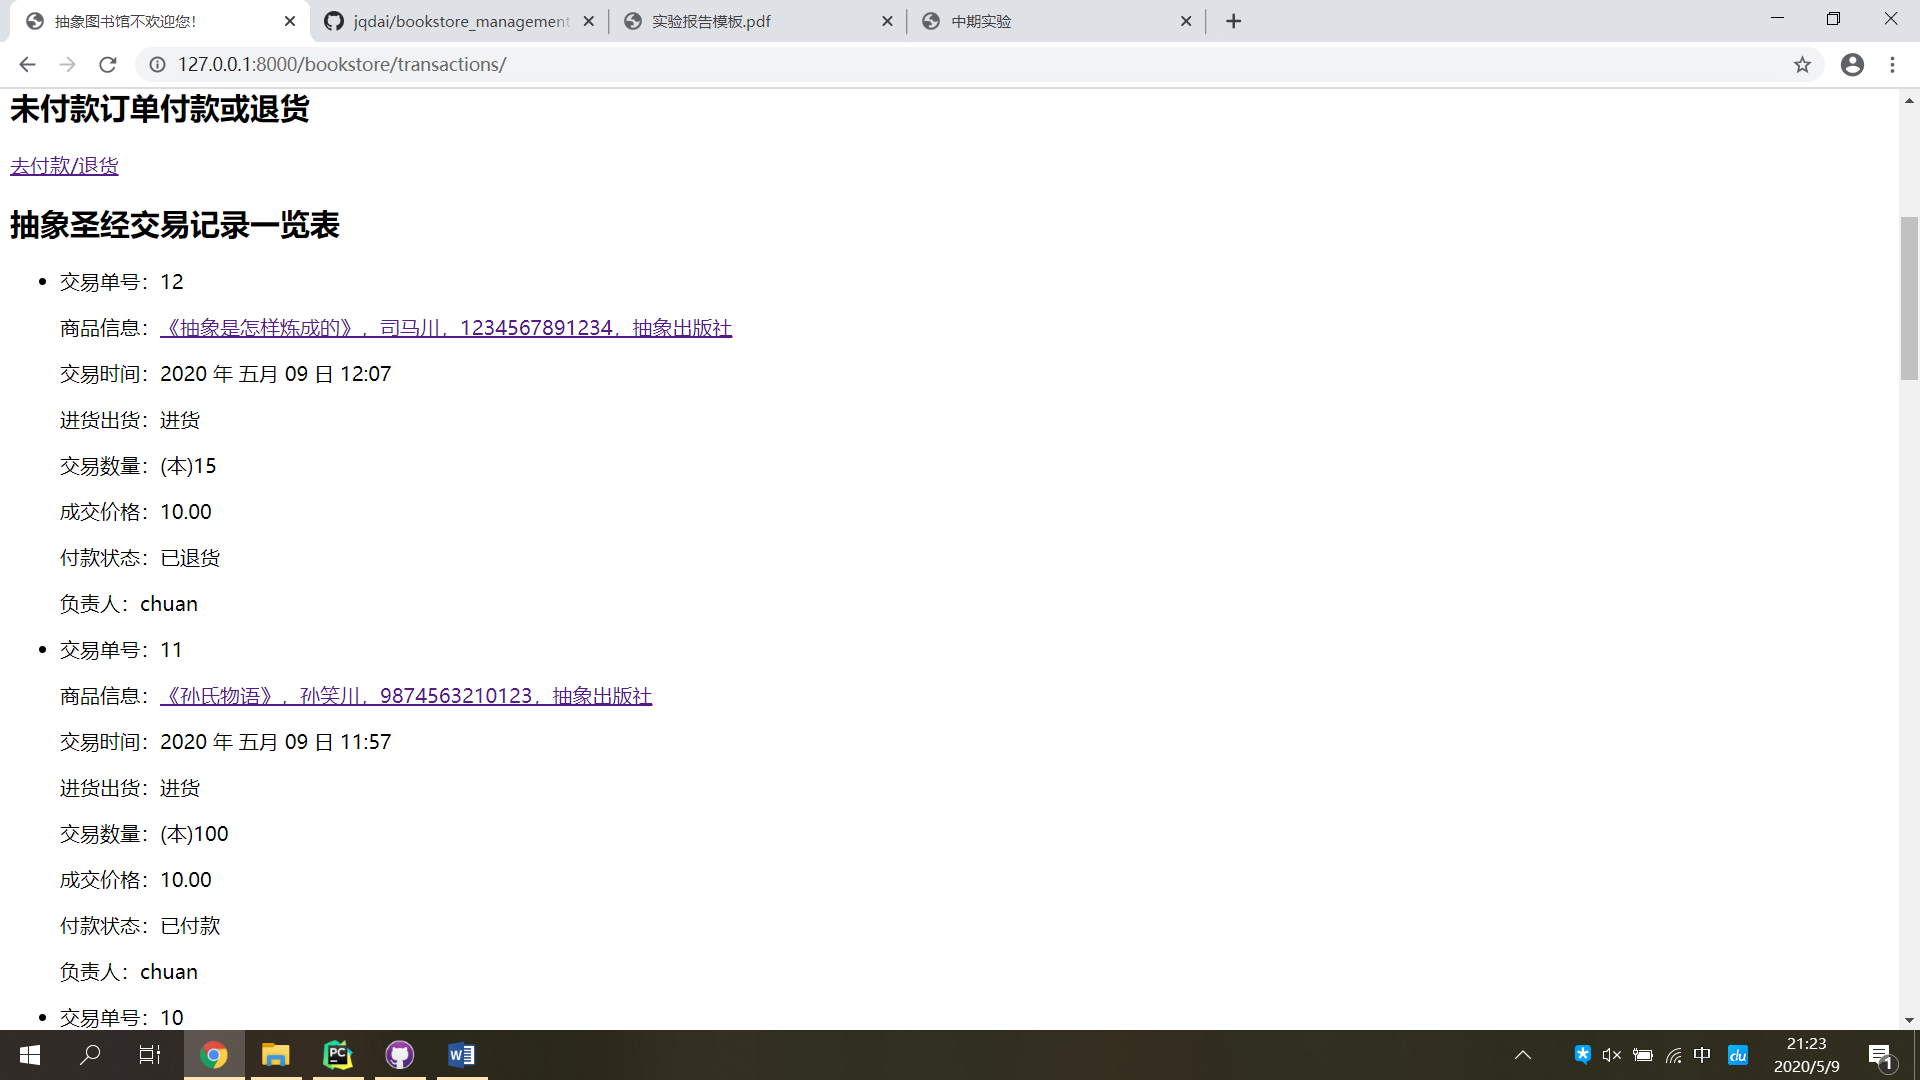 抽象图书馆不欢迎您!
jqdai/bookstore_management
实验报告模板.pdf
中期实验
127.0.0.1:8000/bookstore/transactions/
未付款订单付款或退货
去付款/退货
抽象圣经交易记录一览表
交易单号：12
商品信息：《抽象是怎样炼成的》，司马川，1234567891234，抽象出版社
交易时间：2020 年 五月 09 日 12:07
进货出货：进货
交易数量：(本)15
成交价格：10.00
付款状态：已退货
负责人：chuan
交易单号：11
商品信息：《孙氏物语》，孙笑川，9874563210123，抽象出版社
交易时间：2020 年 五月 09 日 11:57
进货出货：进货
交易数量：(本)100
成交价格：10.00
付款状态：已付款
负责人：chuan
交易单号：10
PC
W
中
du
21:23
2020/5/9
1